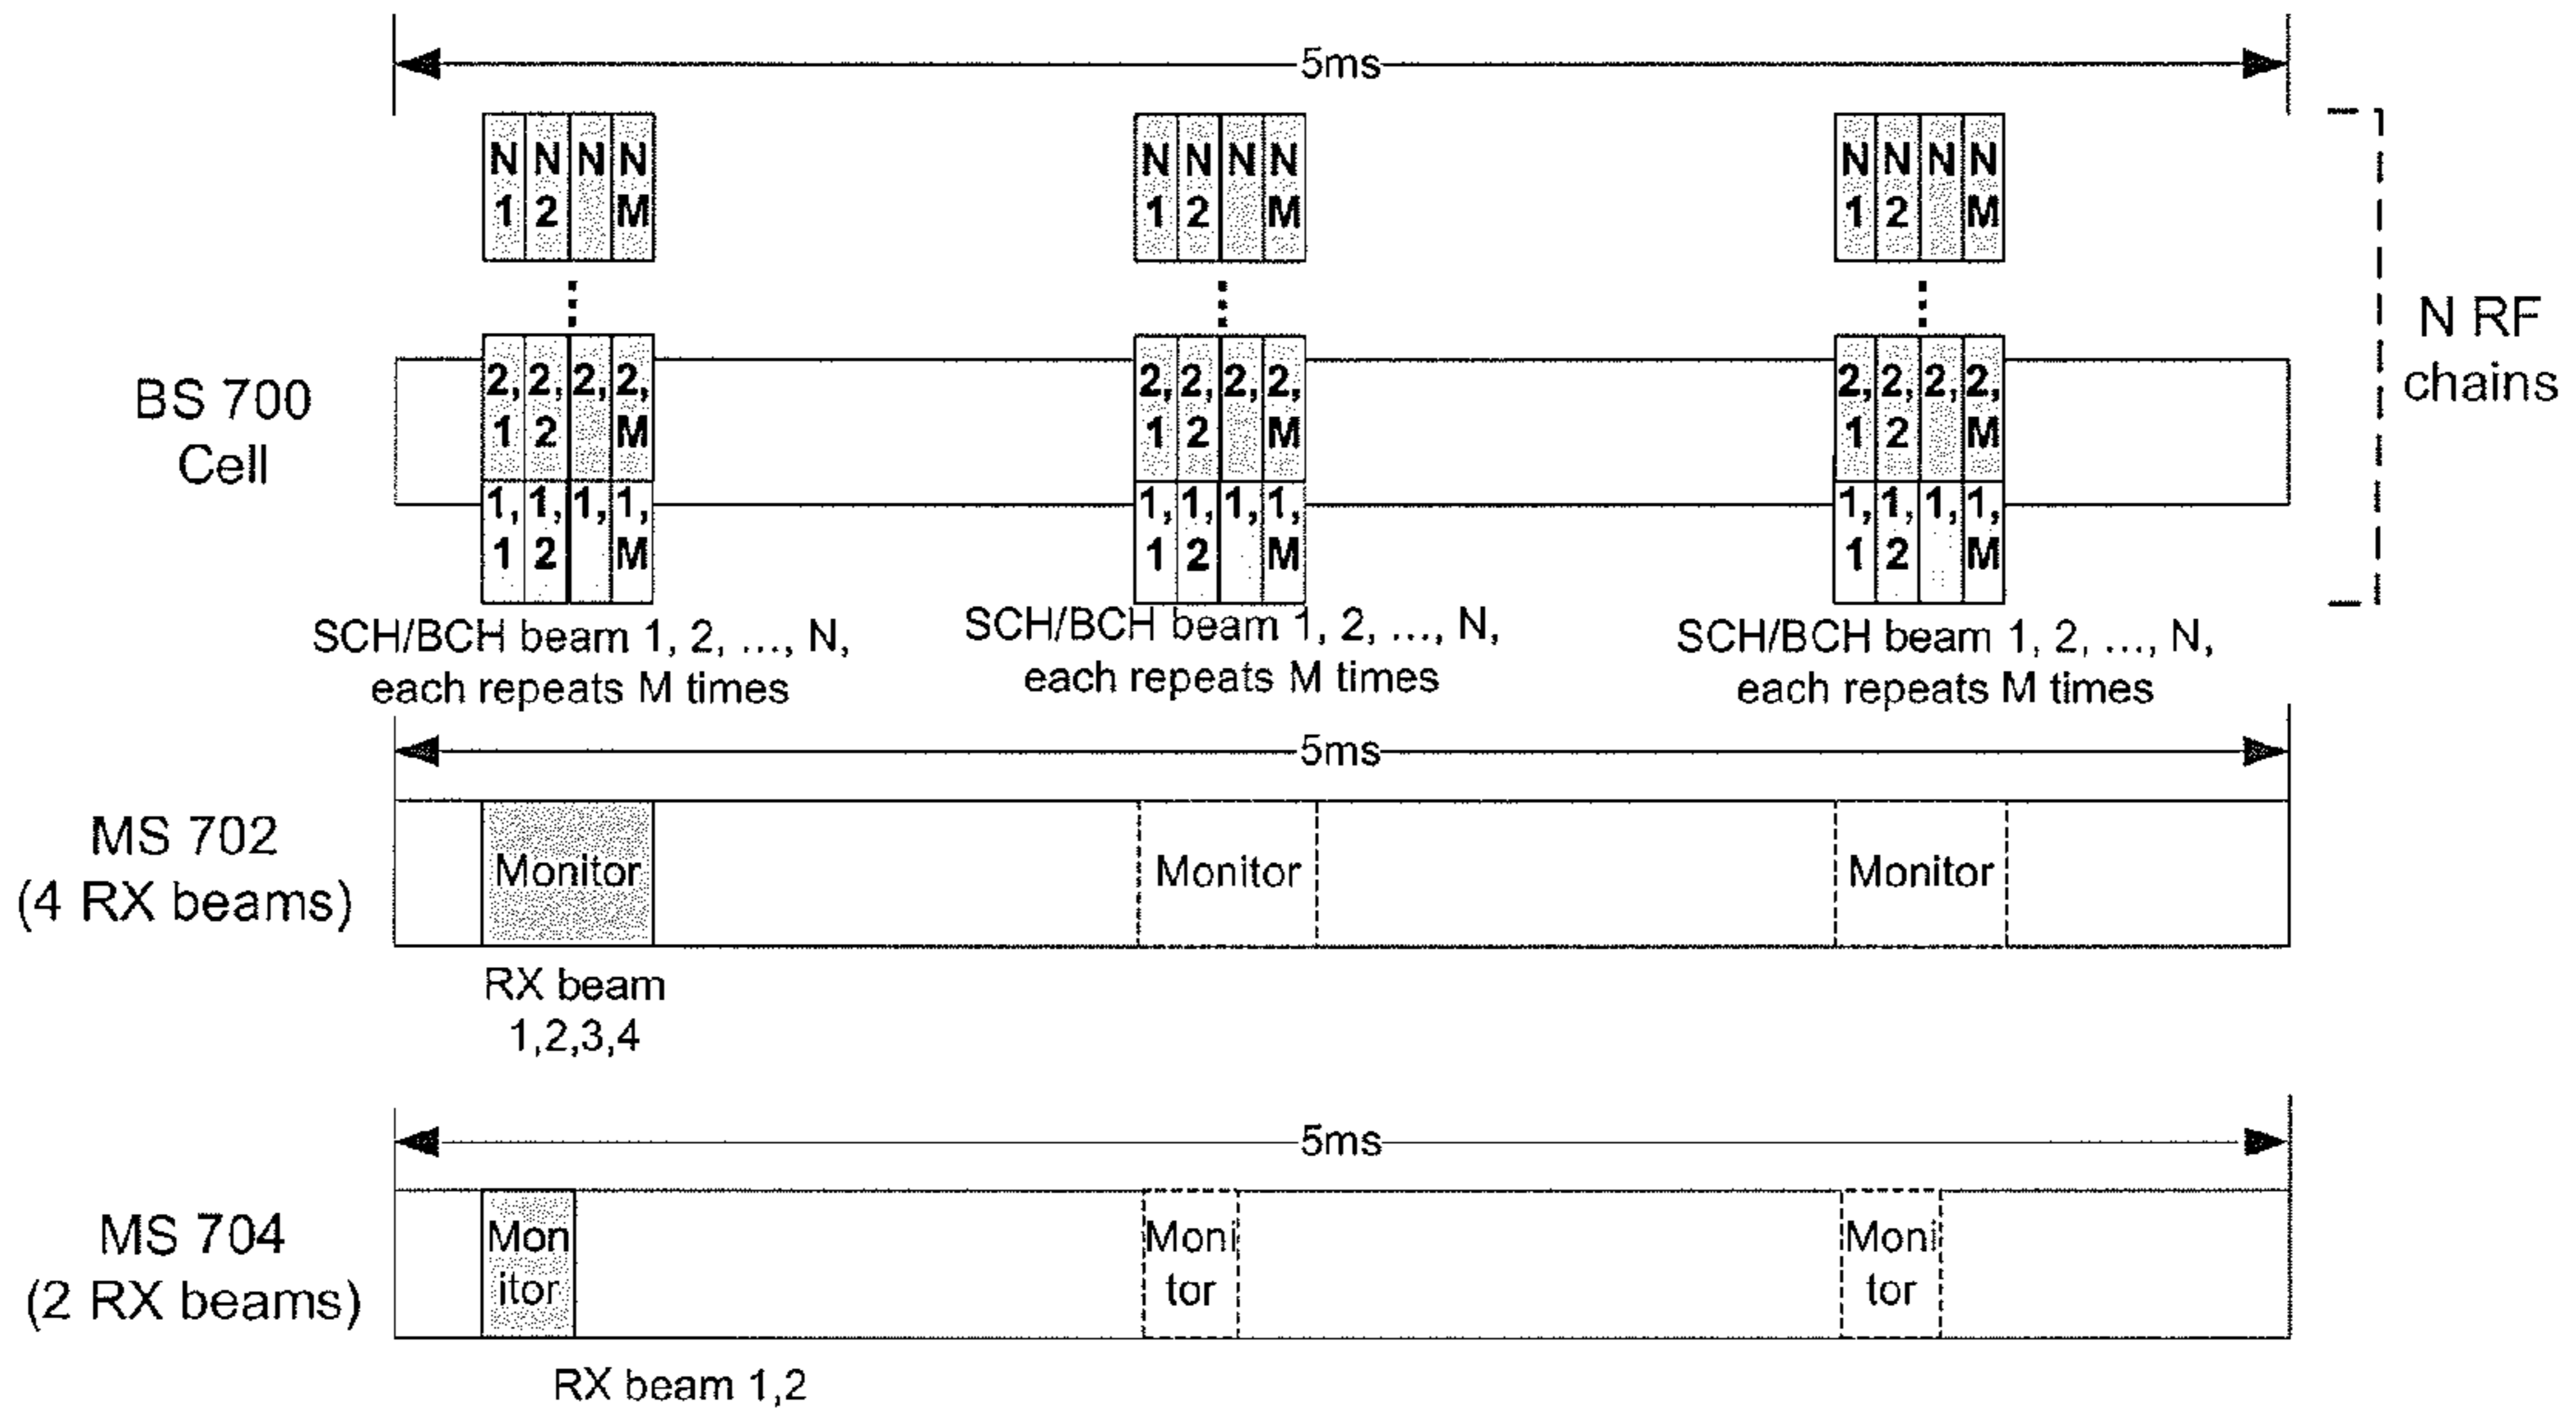 5ms
N N N N N N N N N N N N
1 2 M 1 2 M 1 2 M
N RF
chains
BS 700
Cell
2, 2, 2, 2, 2, 2, 2, 2, 2, 2, 2, 2,
1 2 M 1 2 M 1 2 M
1, 1, 1, 1, 1, 1, 1, 1, 1, 1, 1, 1,
1 2 M 1 2 M 1 2 M
SCH/BCH beam 1, 2, ..., N,
each repeats M times
SCH/BCH beam 1, 2, ..., N,
each repeats M times
SCH/BCH beam 1, 2, ..., N,
each repeats M times
5ms
MS 702
(4 RX beams)
Monitor
Monitor
Monitor
RX beam
1,2,3,4
5ms
MS 704
(2 RX beams)
Mon
itor
Moni
tor
Moni
tor
RX beam 1,2